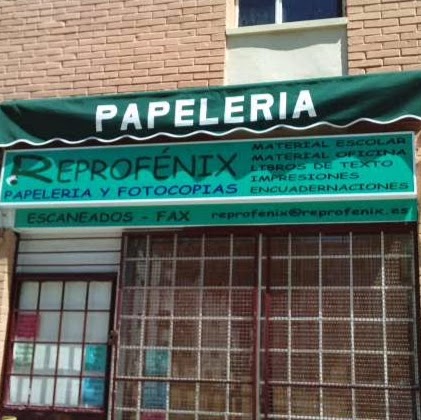 PAPELERIA
REPROFÉNIX
PAPELERIA Y FOTOCOPIAS
MATERIAL ESCOLAR
MATERIAL OFICINA
LIBROS DE TEXTO
IMPRESIONES
ENCUADERNACIONES
ESCANEADOS - FAX
reprofenix@reprofenix.es